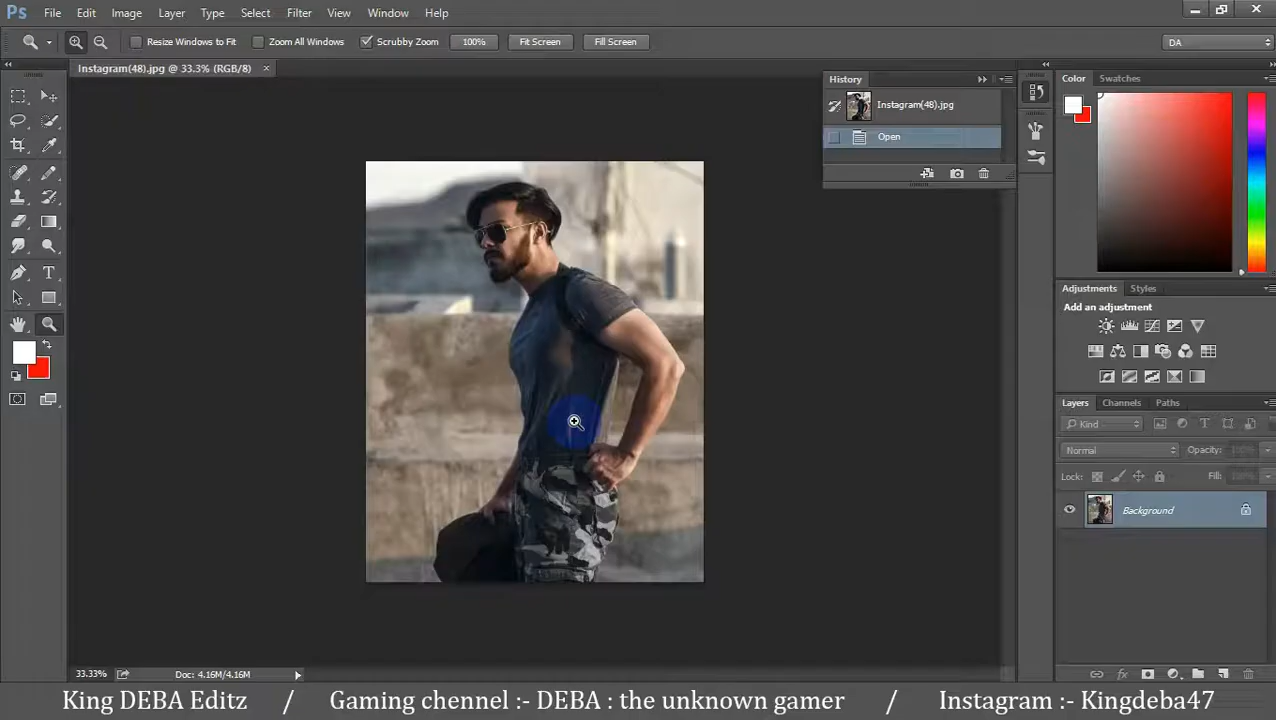 Ps File Edit Image Layer Type Select Filter View Window Help
Resize Windows to Fit Zoom All Windows Scrubby Zoom 100% Fit Screen Fill Screen DA
Instagram(48).jpg @ 33.3% (RGB/8) ×
History
Instagram(48).jpg
Open
Color Swatches
Adjustments Styles
Add an adjustment
Layers Channels Paths
Kind
Normal Opacity:
Lock: Fill:
Background
33.33% Doc: 4.16M/4.16M
King DEBA Editz / Gaming chennel :- DEBA : the unknown gamer / Instagram :- Kingdeba47